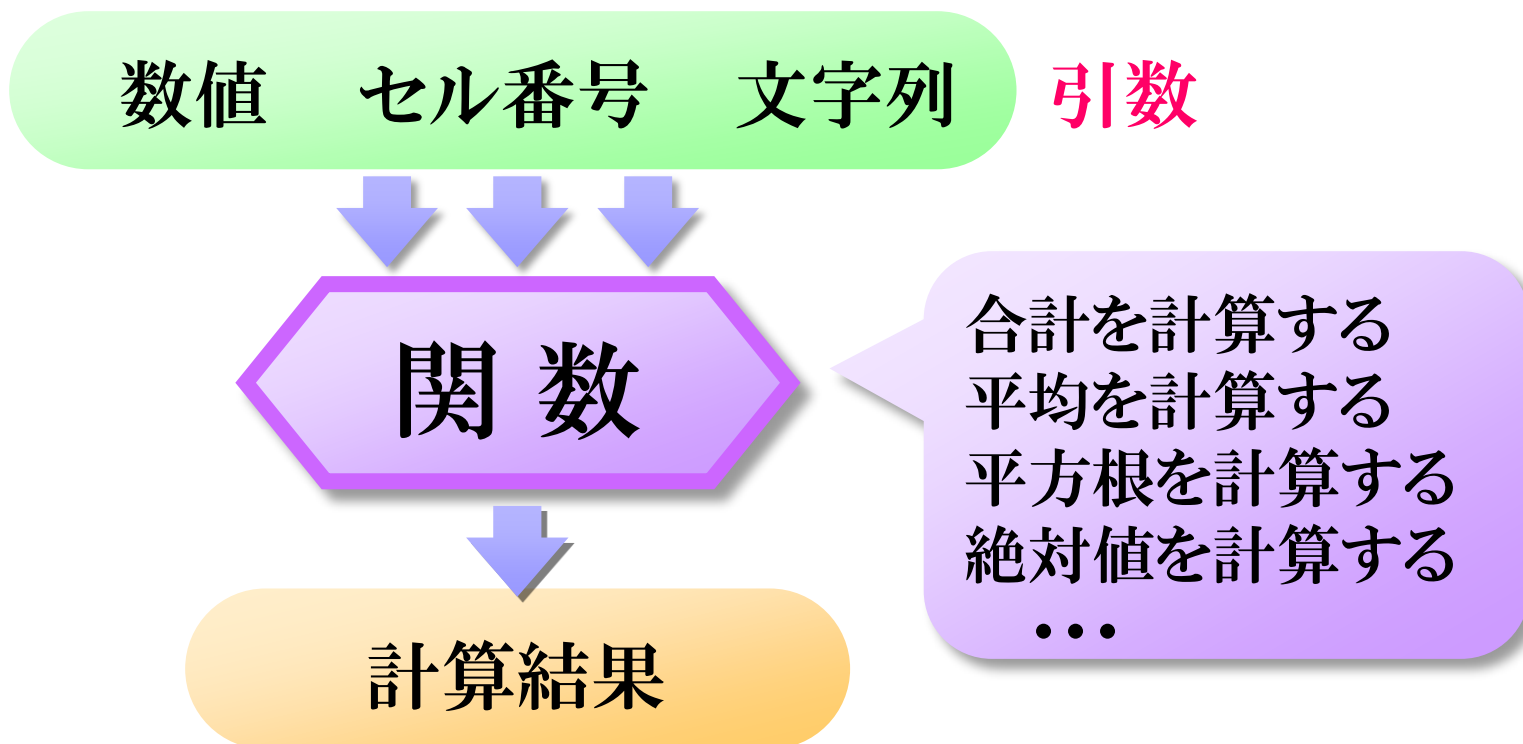 数値 セル番号 文字列 引数
関数
合計を計算する
平均を計算する
平方根を計算する
絶対値を計算する
・・・
計算結果